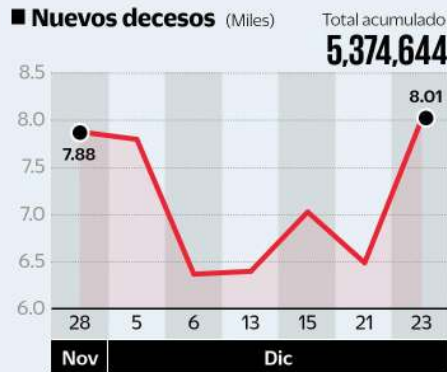 ■ Nuevos decesos (Miles)
Total acumulado
5,374,644
8.5
8.0
7.5
7.0
6.5
6.0
7.88
8.01
28 5 6 13 15 21 23
Nov Dic